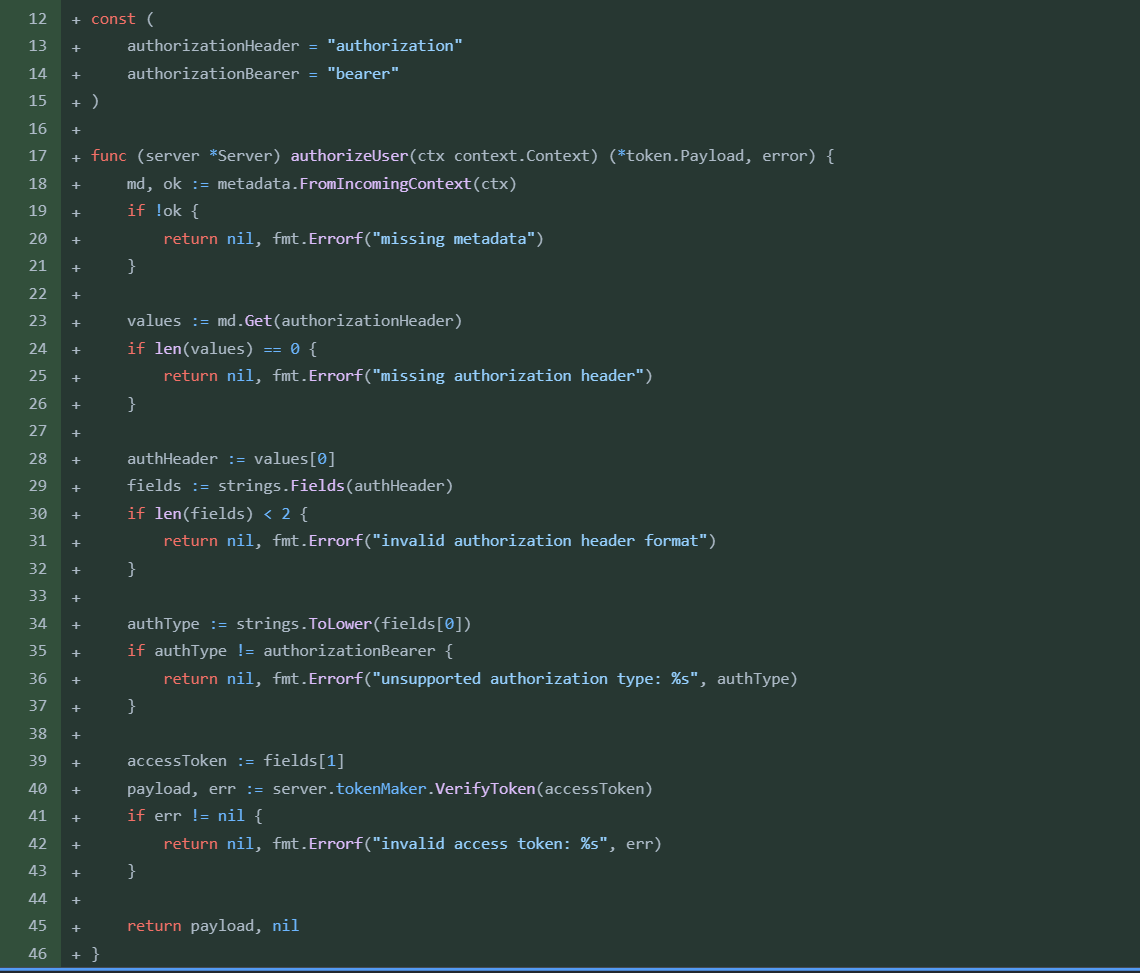 12 + const (
13 +     authorizationHeader = "authorization"
14 +     authorizationBearer = "bearer"
15 + )
16 +
17 + func (server *Server) authorizeUser(ctx context.Context) (*token.Payload, error) {
18 +     md, ok := metadata.FromIncomingContext(ctx)
19 +     if !ok {
20 +         return nil, fmt.Errorf("missing metadata")
21 +     }
22 +
23 +     values := md.Get(authorizationHeader)
24 +     if len(values) == 0 {
25 +         return nil, fmt.Errorf("missing authorization header")
26 +     }
27 +
28 +     authHeader := values[0]
29 +     fields := strings.Fields(authHeader)
30 +     if len(fields) < 2 {
31 +         return nil, fmt.Errorf("invalid authorization header format")
32 +     }
33 +
34 +     authType := strings.ToLower(fields[0])
35 +     if authType != authorizationBearer {
36 +         return nil, fmt.Errorf("unsupported authorization type: %s", authType)
37 +     }
38 +
39 +     accessToken := fields[1]
40 +     payload, err := server.tokenMaker.VerifyToken(accessToken)
41 +     if err != nil {
42 +         return nil, fmt.Errorf("invalid access token: %s", err)
43 +     }
44 +
45 +     return payload, nil
46 + }